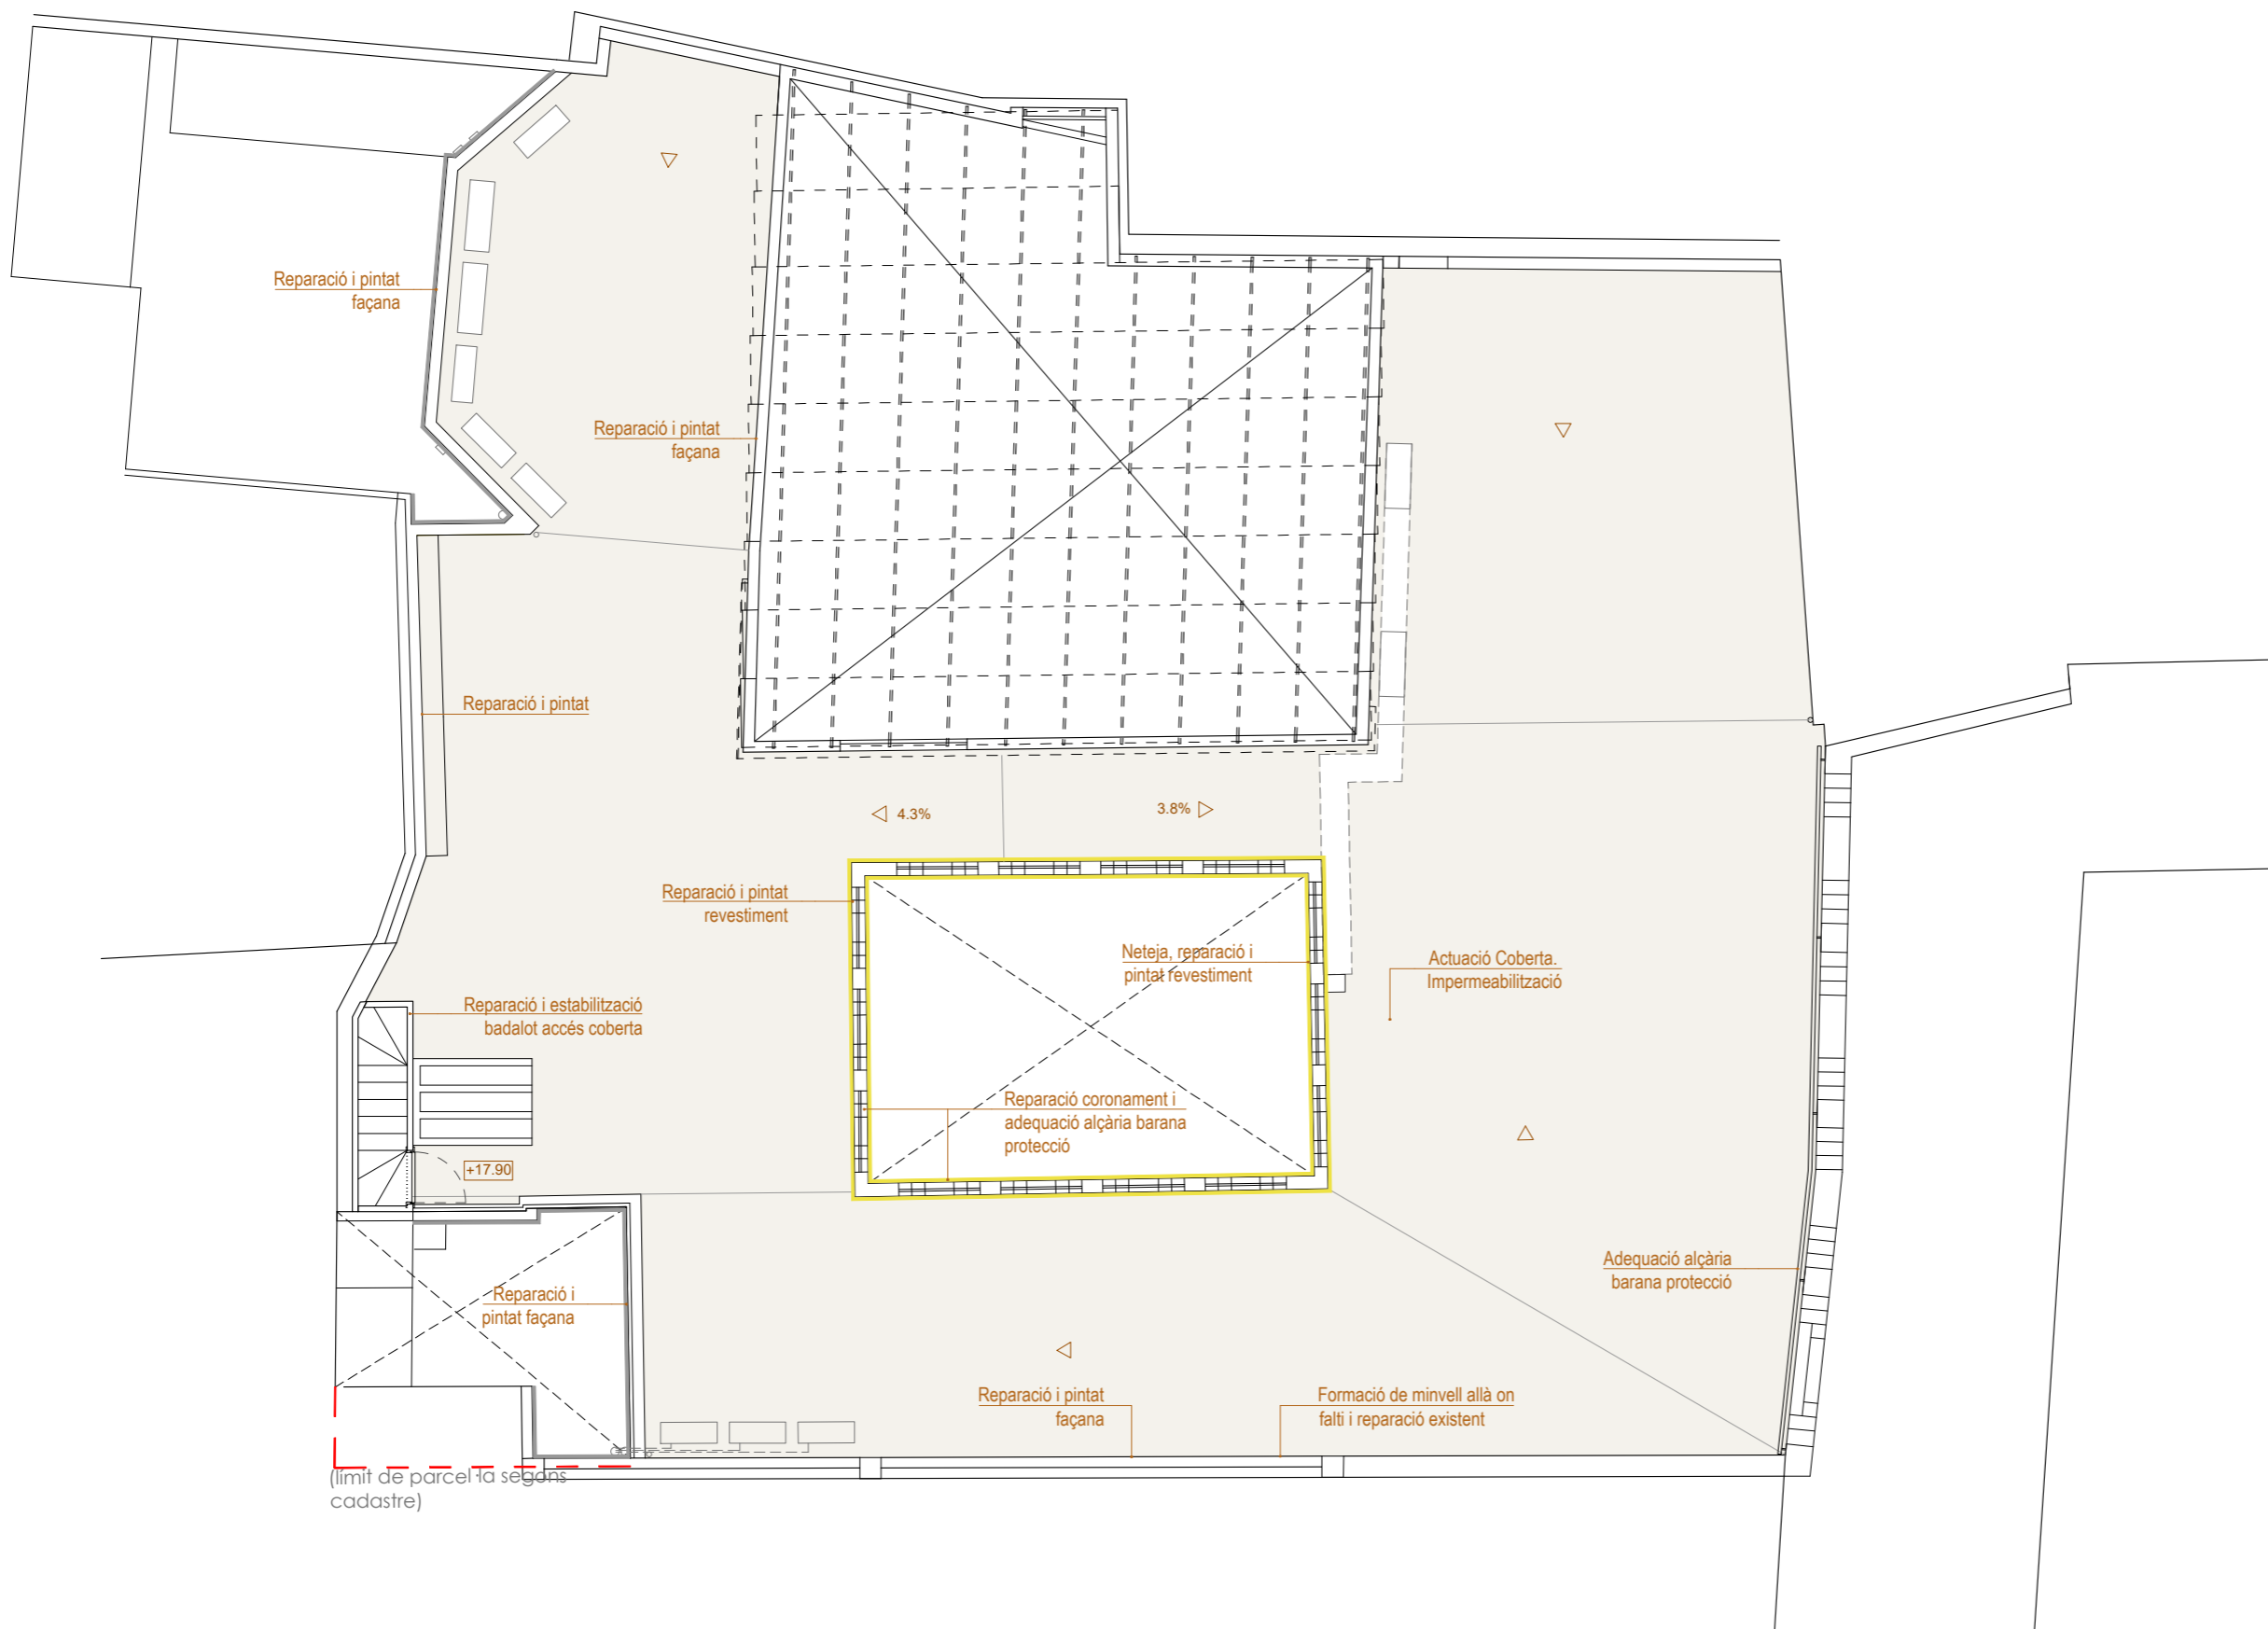 Reparació i pintat
façana
Reparació i pintat
façana
Reparació i pintat
4.3%
3.8%
Reparació i pintat
revestiment
Neteja, reparació i
pintat revestiment
Actuació Coberta.
Impermeabilització
Reparació i estabilització
badalot accés coberta
Reparació coronament i
adequació alçària barana
protecció
+17.90
Adequació alçària
barana protecció
Reparació i
pintat façana
Reparació i pintat
façana
Formació de minvell allà on
falti i reparació existent
(límit de parcel·la segons
cadastre)